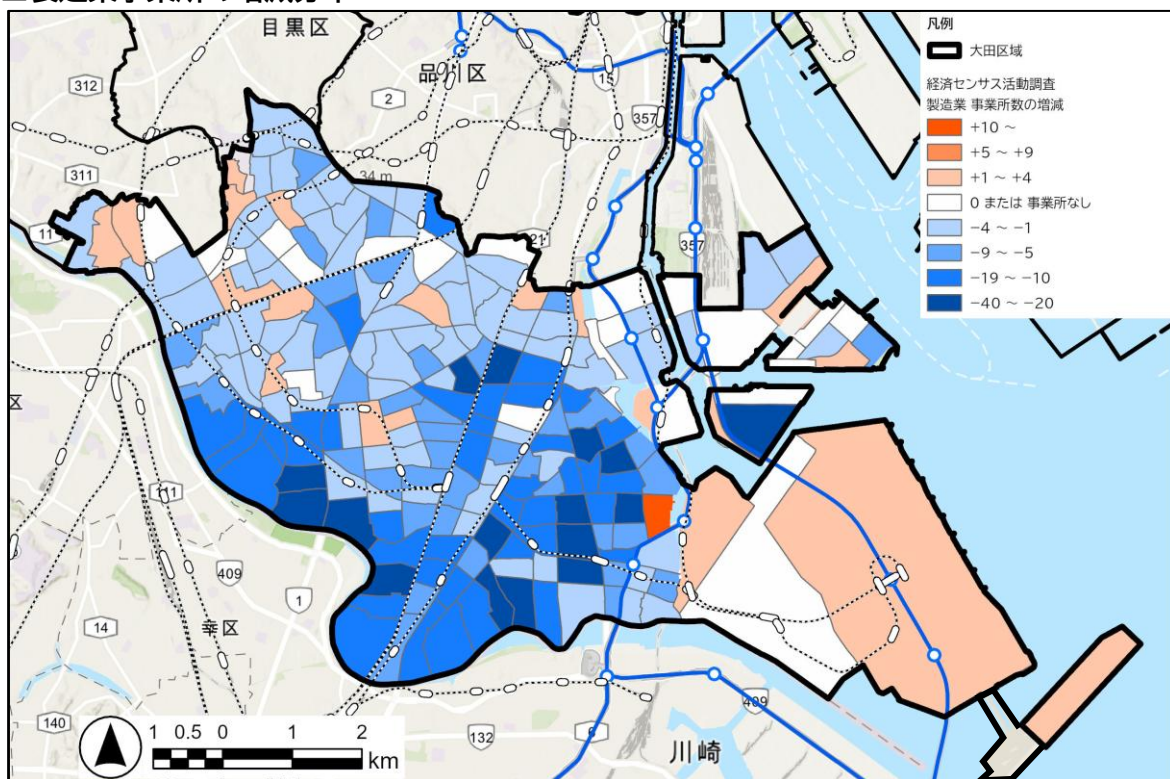 目黒区
品川区
312
2
15
357
311
34 m
11
21
357
区
111
409
1
幸区
14
140
132
6
409
川崎
1 0.5 0 1 2
km
凡例
大田区域
経済センサス活動調査
製造業 事業所数の増減
+10 ～
+5 ～ +9
+1 ～ +4
0 または 事業所なし
−4 ～ −1
−9 ～ −5
−19 ～ −10
−40 ～ −20